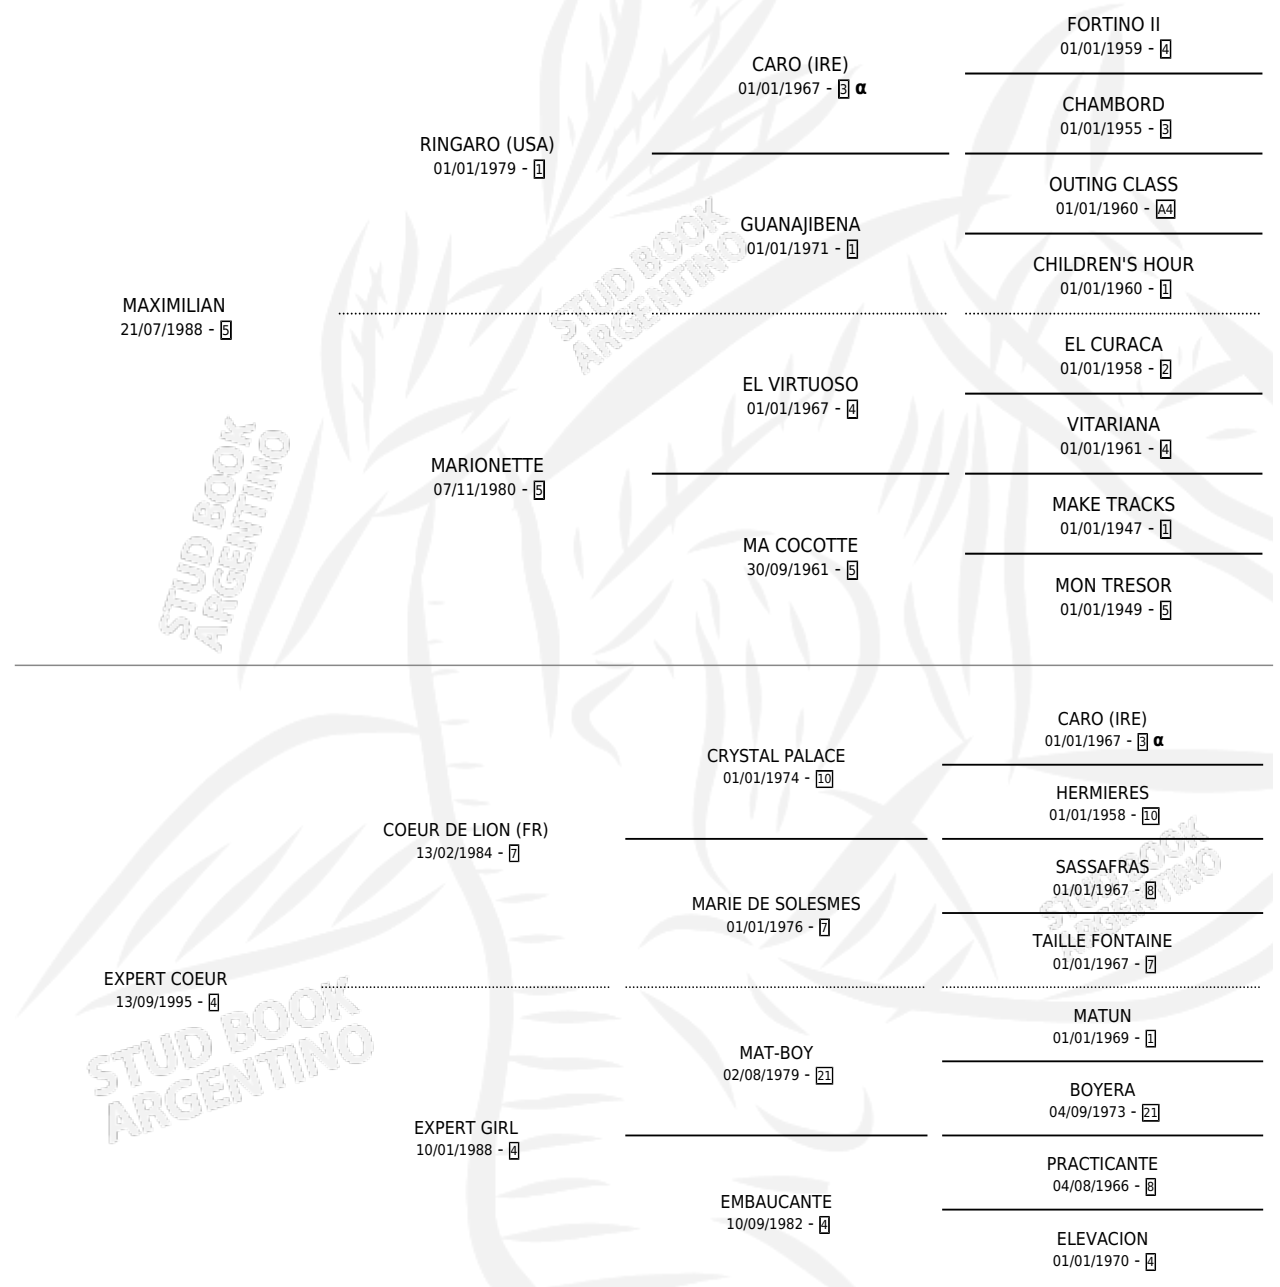 FORTINO II
01/01/1959 - 4
CARO (IRE)
01/01/1967 - 3 α
CHAMBORD
01/01/1955 - 3
RINGARO (USA)
01/01/1979 - 1
OUTING CLASS
01/01/1960 - A4
GUANAJIBENA
01/01/1971 - 1
CHILDREN'S HOUR
01/01/1960 - 1
MAXIMILIAN
21/07/1988 - 5
EL CURACA
01/01/1958 - 2
EL VIRTUOSO
01/01/1967 - 4
VITARIANA
01/01/1961 - 4
MARIONETTE
07/11/1980 - 5
MAKE TRACKS
01/01/1947 - 1
MA COCOTTE
30/09/1961 - 5
MON TRESOR
01/01/1949 - 5
CARO (IRE)
01/01/1967 - 3 α
CRYSTAL PALACE
01/01/1974 - 10
HERMIERES
01/01/1958 - 10
COEUR DE LION (FR)
13/02/1984 - 7
SASSAFRAS
01/01/1967 - 8
MARIE DE SOLESMES
01/01/1976 - 7
TAILLE FONTAINE
01/01/1967 - 7
EXPERT COEUR
13/09/1995 - 4
MATUN
01/01/1969 - 1
MAT-BOY
02/08/1979 - 21
BOYERA
04/09/1973 - 21
EXPERT GIRL
10/01/1988 - 4
PRACTICANTE
04/08/1966 - 8
EMBAUCANTE
10/09/1982 - 4
ELEVACION
01/01/1970 - 4
STUD BOOK
ARGENTINO
STUD BOOK
ARGENTINO
STUD BOOK
ARGENTINO
STUD BOOK
ARGENTINO